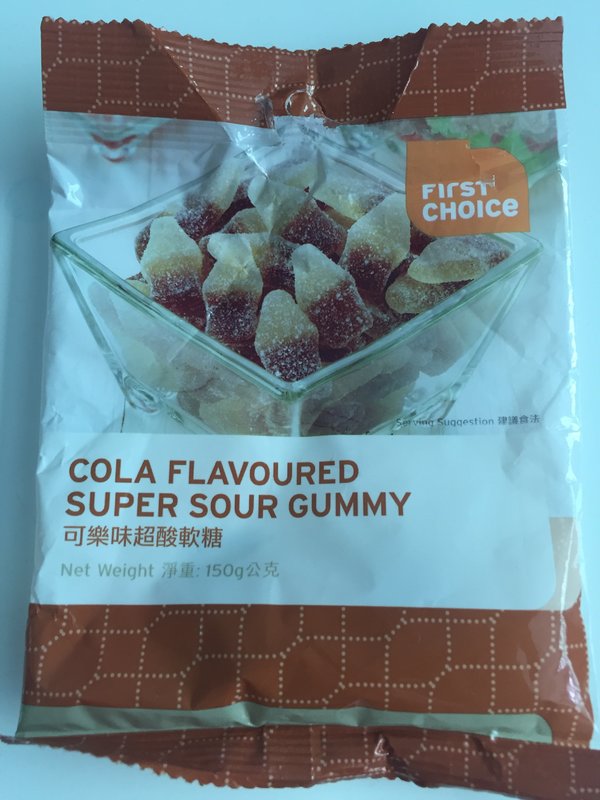 FIrST
CHOICe
Serving Suggestion 建議食法
COLA FLAVOURED
SUPER SOUR GUMMY
可樂味超酸軟糖
Net Weight 淨重: 150g公克